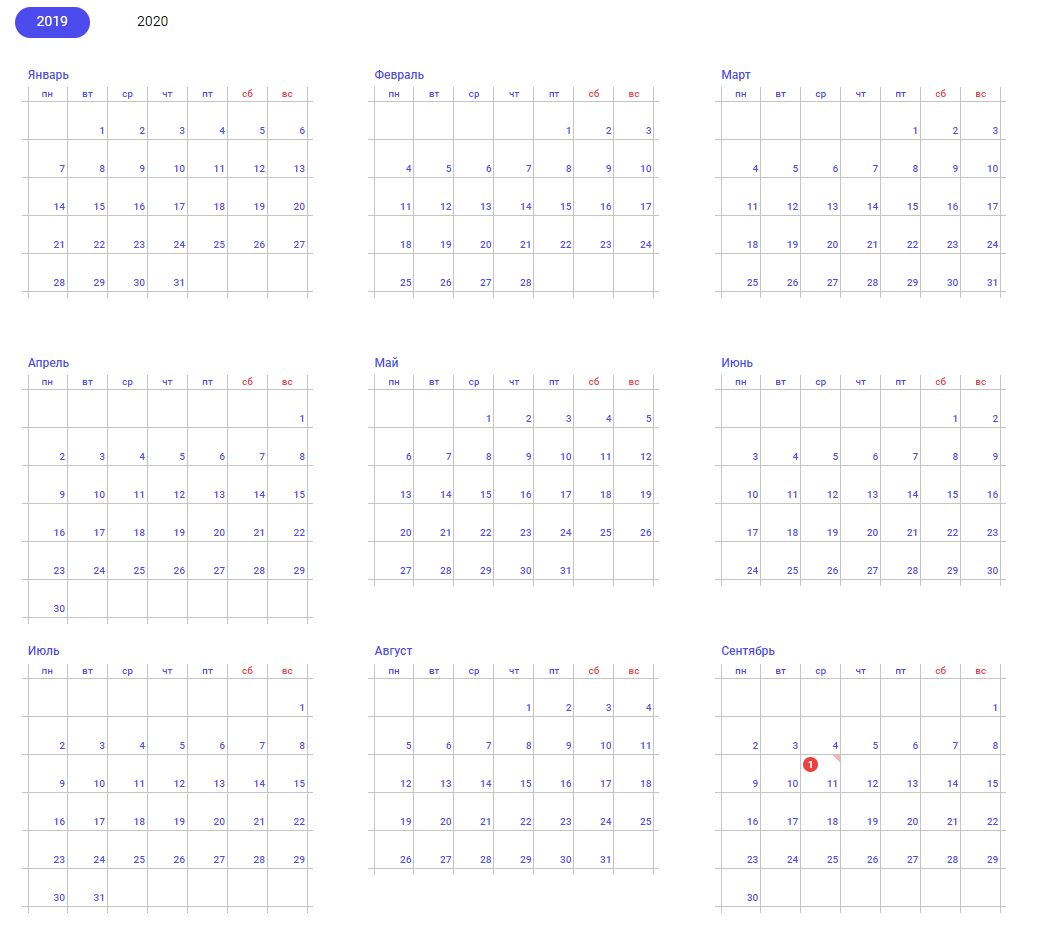 2019 2020
Январь Февраль Март
пн вт ср чт пт сб вс пн вт ср чт пт сб вс пн вт ср чт пт сб вс
1 2 3 4 5 6 1 2 3 1 2 3
7 8 9 10 11 12 13 4 5 6 7 8 9 10 4 5 6 7 8 9 10
14 15 16 17 18 19 20 11 12 13 14 15 16 17 11 12 13 14 15 16 17
21 22 23 24 25 26 27 18 19 20 21 22 23 24 18 19 20 21 22 23 24
28 29 30 31 25 26 27 28 25 26 27 28 29 30 31
Апрель Май Июнь
пн вт ср чт пт сб вс пн вт ср чт пт сб вс пн вт ср чт пт сб вс
1 1 2 3 4 5 1 2
2 3 4 5 6 7 8 6 7 8 9 10 11 12 3 4 5 6 7 8 9
9 10 11 12 13 14 15 13 14 15 16 17 18 19 10 11 12 13 14 15 16
16 17 18 19 20 21 22 20 21 22 23 24 25 26 17 18 19 20 21 22 23
23 24 25 26 27 28 29 27 28 29 30 31 24 25 26 27 28 29 30
30
Июль Август Сентябрь
пн вт ср чт пт сб вс пн вт ср чт пт сб вс пн вт ср чт пт сб вс
1 1 2 3 4 1
2 3 4 5 6 7 8 5 6 7 8 9 10 11 2 3 4 5 6 7 8
1
9 10 11 12 13 14 15 12 13 14 15 16 17 18 9 10 11 12 13 14 15
16 17 18 19 20 21 22 19 20 21 22 23 24 25 16 17 18 19 20 21 22
23 24 25 26 27 28 29 26 27 28 29 30 31 23 24 25 26 27 28 29
30 31 30